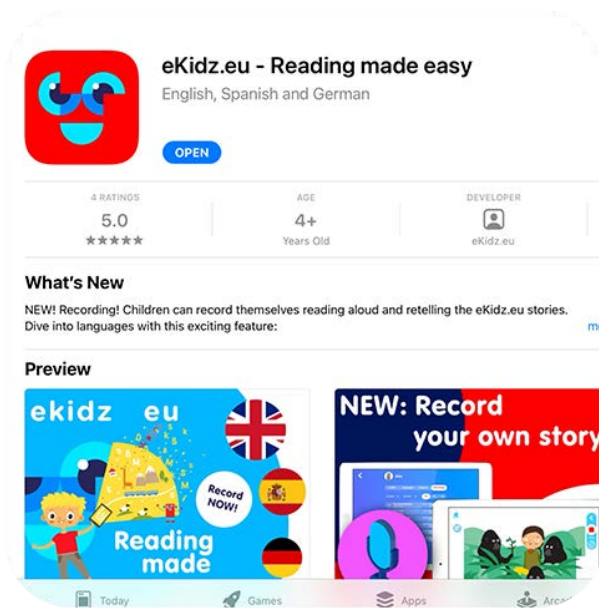 eKidz.eu - Reading made easy
English, Spanish and German
OPEN
4 RATINGS
5.0
★★★★★
AGE
4+
Years Old
DEVELOPER
eKidz.eu
What's New
NEW! Recording! Children can record themselves reading aloud and retelling the eKidz.eu stories.
Dive into languages with this exciting feature:
Preview
ekidz eu
Record
NOW!
Reading
made
NEW: Record
your own story
Today
Games
Apps